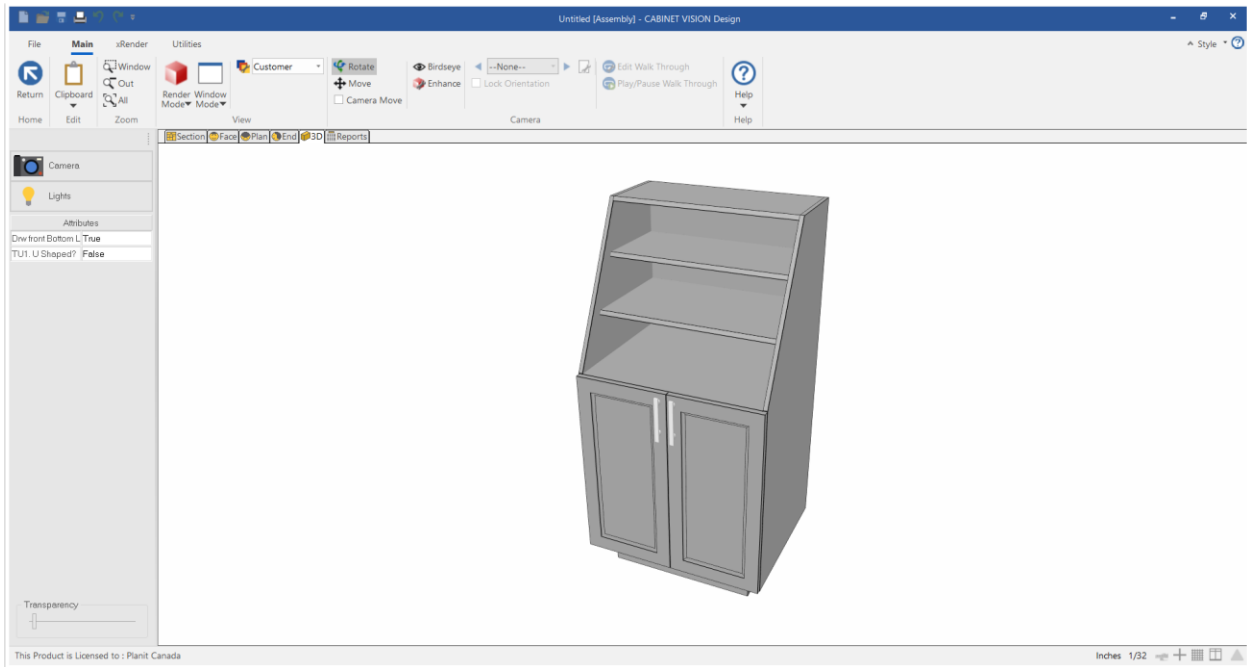 Untitled [Assembly] - CABINET VISION Design
File Main xRender Utilities
Style
Return
Clipboard
Window
Out
All
Render Mode
Window Mode
Customer
Rotate
Move
Camera Move
Birdseye
Enhance
--None--
Lock Orientation
Edit Walk Through
Play/Pause Walk Through
Help
Home Edit Zoom View Camera Help
Section Face Plan End 3D Reports
Camera
Lights
Attributes
Drw front Bottom L True
TU1. U Shaped? False
Transparency
This Product is Licensed to : Planit Canada
Inches 1/32